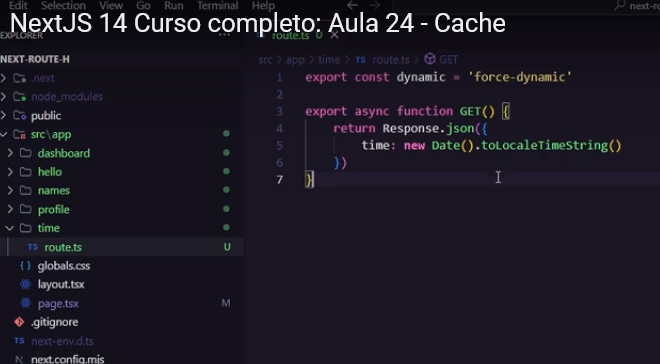 Edit Selection View Go Run Terminal Help next-ro
NextJS 14 Curso completo: Aula 24 - Cache
EXPLORER
route.ts U
NEXT-ROUTE-H
src > app > time > TS route.ts > GET
.next
node_modules
public
src\app
dashboard
hello
names
profile
time
TS route.ts U
{ } globals.css
layout.tsx
page.tsx M
.gitignore
TS next-env.d.ts
N next.config.mjs
1 export const dynamic = 'force-dynamic'
2
3 export async function GET() {
4 return Response.json({
5 time: new Date().toLocaleTimeString()
6 })
7 }